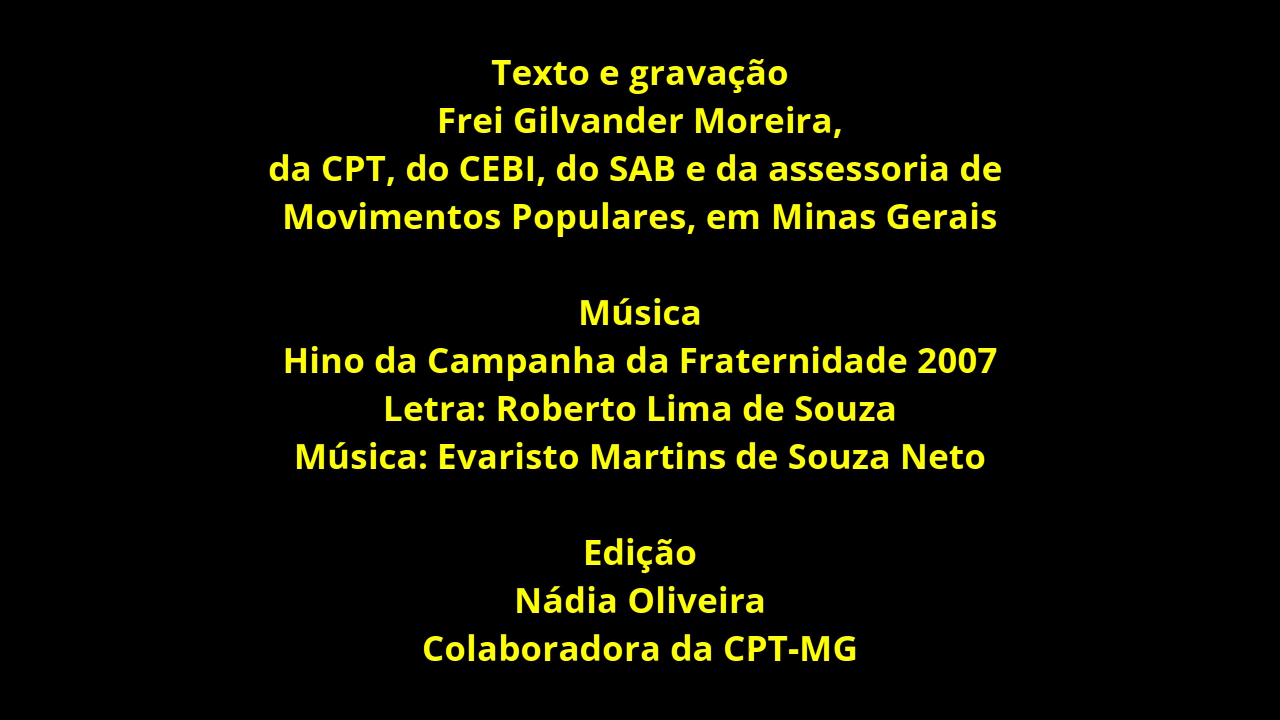 Texto e gravação
Frei Gilvander Moreira,
da CPT, do CEBI, do SAB e da assessoria de
Movimentos Populares, em Minas Gerais
Música
Hino da Campanha da Fraternidade 2007
Letra: Roberto Lima de Souza
Música: Evaristo Martins de Souza Neto
Edição
Nádia Oliveira
Colaboradora da CPT-MG